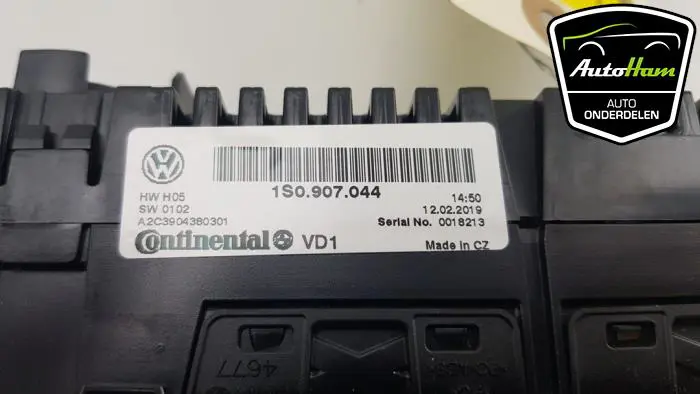 AutoHam
AUTO
ONDERDELEN
HW H05
SW 0102
A2C3904380301
1S0.907.044
14:50
12.02.2019
Serial No. 0018213
Continental VD1
Made in CZ
4677